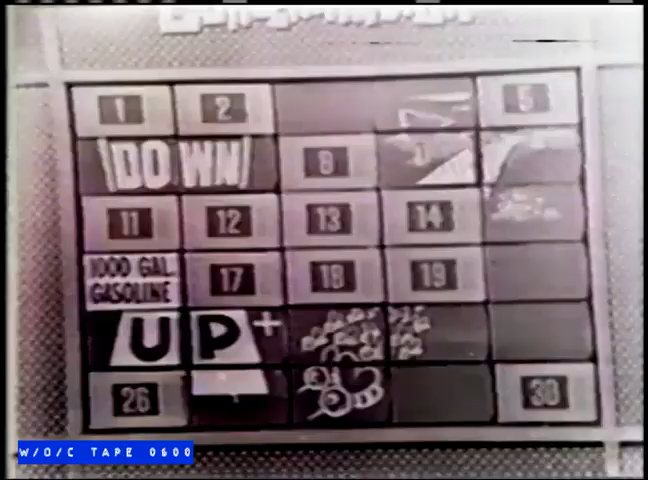 1 2 5
DOWN 8
11 12 13 14
1000 GAL. GASOLINE 17 18 19
UP+
26 30
W/O/C TAPE 0600